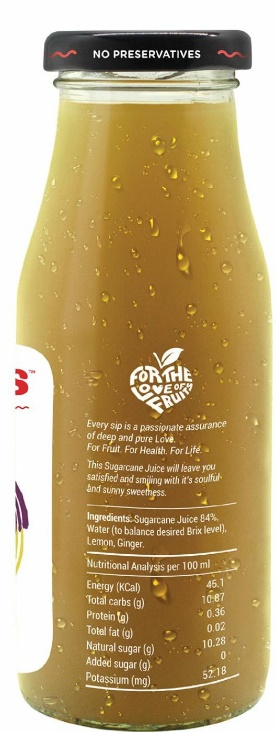 NO PRESERVATIVES
FOR THE
LOVE OF
FRUITS
S™
Every sip is a passionate assurance
of deep and pure Love.
For Fruit. For Health. For Life.
This Sugarcane Juice will leave you
satisfied and smiling with it's soulful
and sunny sweetness.
Ingredients: Sugarcane Juice 84%,
Water (to balance desired Brix level),
Lemon, Ginger.
Nutritional Analysis per 100 ml
Energy (KCal) 45.1
Total carbs (g) 10.87
Protein (g) 0.36
Total fat (g) 0.02
Natural sugar (g) 10.28
Added sugar (g) 0
Potassium (mg) 52.18